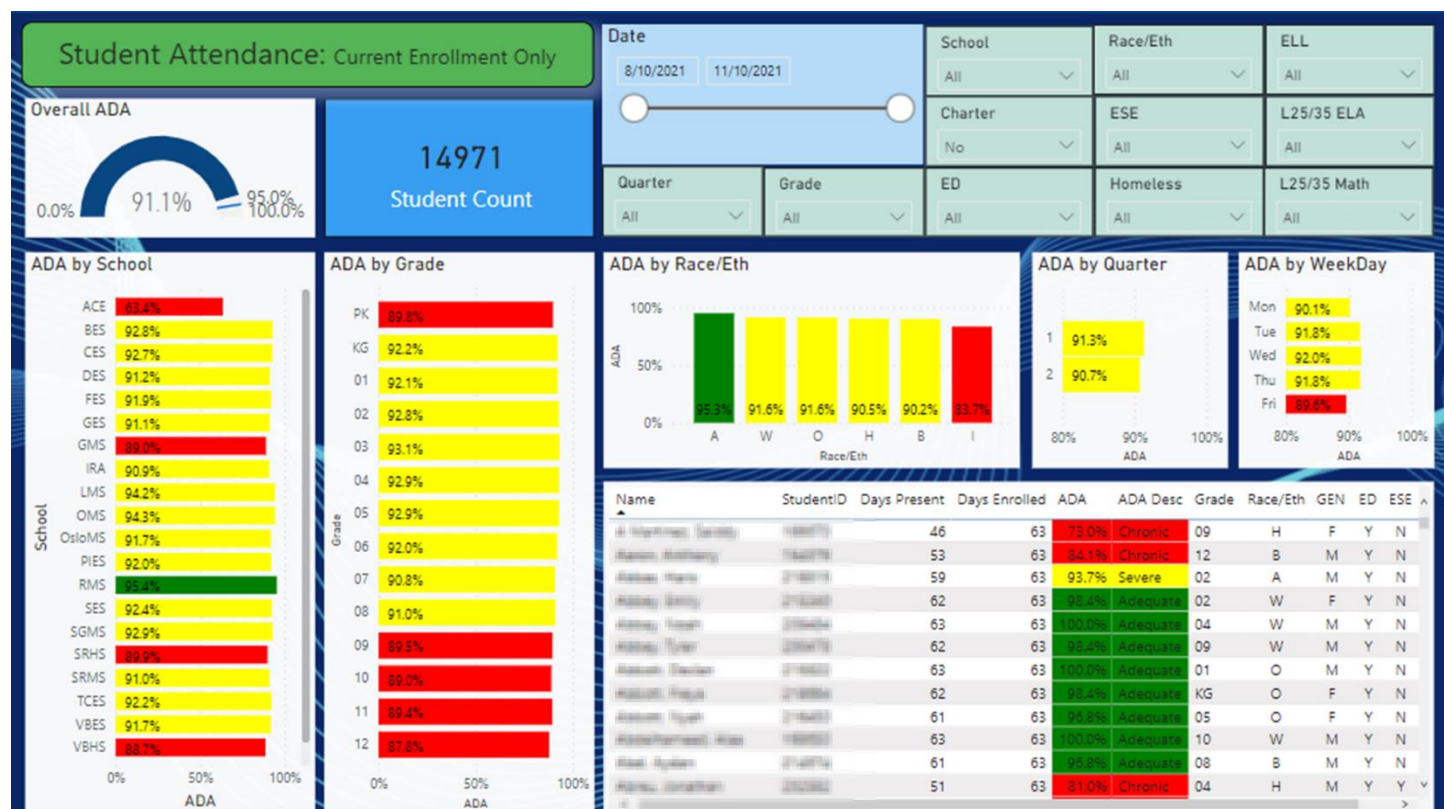 Student Attendance: Current Enrollment Only
Overall ADA
0.0%
91.1%
95.0%
100.0%
14971
Student Count
Date
8/10/2021 11/10/2021
School
All
Race/Eth
All
ELL
All
Charter
No
ESE
All
L25/35 ELA
All
Quarter
All
Grade
All
ED
All
Homeless
All
L25/35 Math
All
ADA by School
School
ACE 63.4%
BES 92.8%
CES 92.7%
DES 91.2%
FES 91.9%
GES 91.1%
GMS 89.0%
IRA 90.9%
LMS 94.2%
OMS 94.3%
OsloMS 91.7%
PIES 92.0%
RMS 95.4%
SES 92.4%
SGMS 92.9%
SRHS 89.9%
SRMS 91.0%
TCES 92.2%
VBES 91.7%
VBHS 88.7%
0% 50% 100%
ADA
ADA by Grade
Grade
PK 89.8%
KG 92.2%
01 92.1%
02 92.8%
03 93.1%
04 92.9%
05 92.9%
06 92.0%
07 90.8%
08 91.0%
09 89.5%
10 89.0%
11 89.4%
12 87.8%
0% 50% 100%
ADA
ADA by Race/Eth
ADA
100%
50%
0%
95.3% 91.6% 91.6% 90.5% 90.2% 83.7%
A W O H B I
Race/Eth
ADA by Quarter
1 91.3%
2 90.7%
80% 90% 100%
ADA
ADA by WeekDay
Mon 90.1%
Tue 91.8%
Wed 92.0%
Thu 91.8%
Fri 89.6%
80% 90% 100%
ADA
Name StudentID Days Present Days Enrolled ADA ADA Desc Grade Race/Eth GEN ED ESE
46 63 73.0% Chronic 09 H F Y N
53 63 84.1% Chronic 12 B M Y N
59 63 93.7% Severe 02 A M Y N
62 63 98.4% Adequate 02 W F Y N
63 63 100.0% Adequate 04 W M Y N
62 63 98.4% Adequate 09 W M Y N
63 63 100.0% Adequate 01 O M Y N
62 63 98.4% Adequate KG O F Y N
61 63 96.8% Adequate 05 O F Y N
63 63 100.0% Adequate 10 W M Y N
61 63 96.8% Adequate 08 B M Y N
51 63 81.0% Chronic 04 H M Y Y